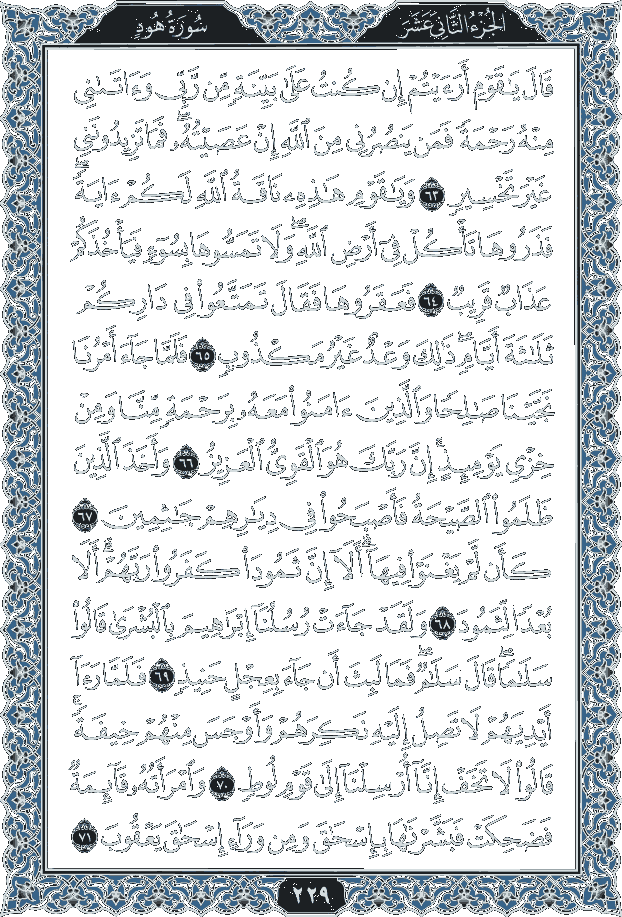 الجزء الثاني عشر
سورة هود
قَالَ يَـٰقَوْمِ أَرَءَيْتُمْ إِن كُنتُ عَلَىٰ بَيِّنَةٍ مِّن رَّبِّى وَءَاتَىٰنِى
مِنْهُ رَحْمَةً فَمَن يَنصُرُنِى مِنَ ٱللَّهِ إِنْ عَصَيْتُهُۥ ۖ فَمَا تَزِيدُونَنِى
غَيْرَ تَخْسِيرٍ ٦٣ وَيَـٰقَوْمِ هَـٰذِهِۦ نَاقَةُ ٱللَّهِ لَكُمْ ءَايَةً ۖ
فَذَرُوهَا تَأْكُلْ فِىٓ أَرْضِ ٱللَّهِ ۖ وَلَا تَمَسُّوهَا بِسُوٓءٍ فَيَأْخُذَكُمْ
عَذَابٌ قَرِيبٌ ٦٤ فَعَقَرُوهَا فَقَالَ تَمَتَّعُوا۟ فِى دَارِكُمْ
ثَلَـٰثَةَ أَيَّامٍ ۖ ذَٰلِكَ وَعْدٌ غَيْرُ مَكْذُوبٍ ٦٥ فَلَمَّا جَآءَ أَمْرُنَا
نَجَّيْنَا صَـٰلِحًا وَٱلَّذِينَ ءَامَنُوا۟ مَعَهُۥ بِرَحْمَةٍ مِّنَّا وَمِنْ
خِزْىِ يَوْمِئِذٍ ۗ إِنَّ رَبَّكَ هُوَ ٱلْقَوِىُّ ٱلْعَزِيزُ ٦٦ وَأَخَذَ ٱلَّذِينَ
ظَلَمُوا۟ ٱلصَّيْحَةُ فَأَصْبَحُوا۟ فِى دِيَـٰرِهِمْ جَـٰثِمِينَ ٦٧
كَأَن لَّمْ يَغْنَوْا۟ فِيهَآ ۗ أَلَآ إِنَّ ثَمُودَا۟ كَفَرُوا۟ رَبَّهُمْ ۗ أَلَا
بُعْدًا لِّثَمُودَ ٦٨ وَلَقَدْ جَآءَتْ رُسُلُنَآ إِبْرَٰهِيمَ بِٱلْبُشْرَىٰ قَالُوا۟
سَلَـٰمًا ۖ قَالَ سَلَـٰمٌ ۖ فَمَا لَبِثَ أَن جَآءَ بِعِجْلٍ حَنِيذٍ ٦٩ فَلَمَّا رَءَآ
أَيْدِيَهُمْ لَا تَصِلُ إِلَيْهِ نَكِرَهُمْ وَأَوْجَسَ مِنْهُمْ خِيفَةً ۚ
قَالُوا۟ لَا تَخَفْ إِنَّآ أُرْسِلْنَآ إِلَىٰ قَوْمِ لُوطٍ ٧٠ وَٱمْرَأَتُهُۥ قَآئِمَةٌ
فَضَحِكَتْ فَبَشَّرْنَـٰهَا بِإِسْحَـٰقَ وَمِن وَرَآءِ إِسْحَـٰقَ يَعْقُوبَ ٧١
٢٢٩